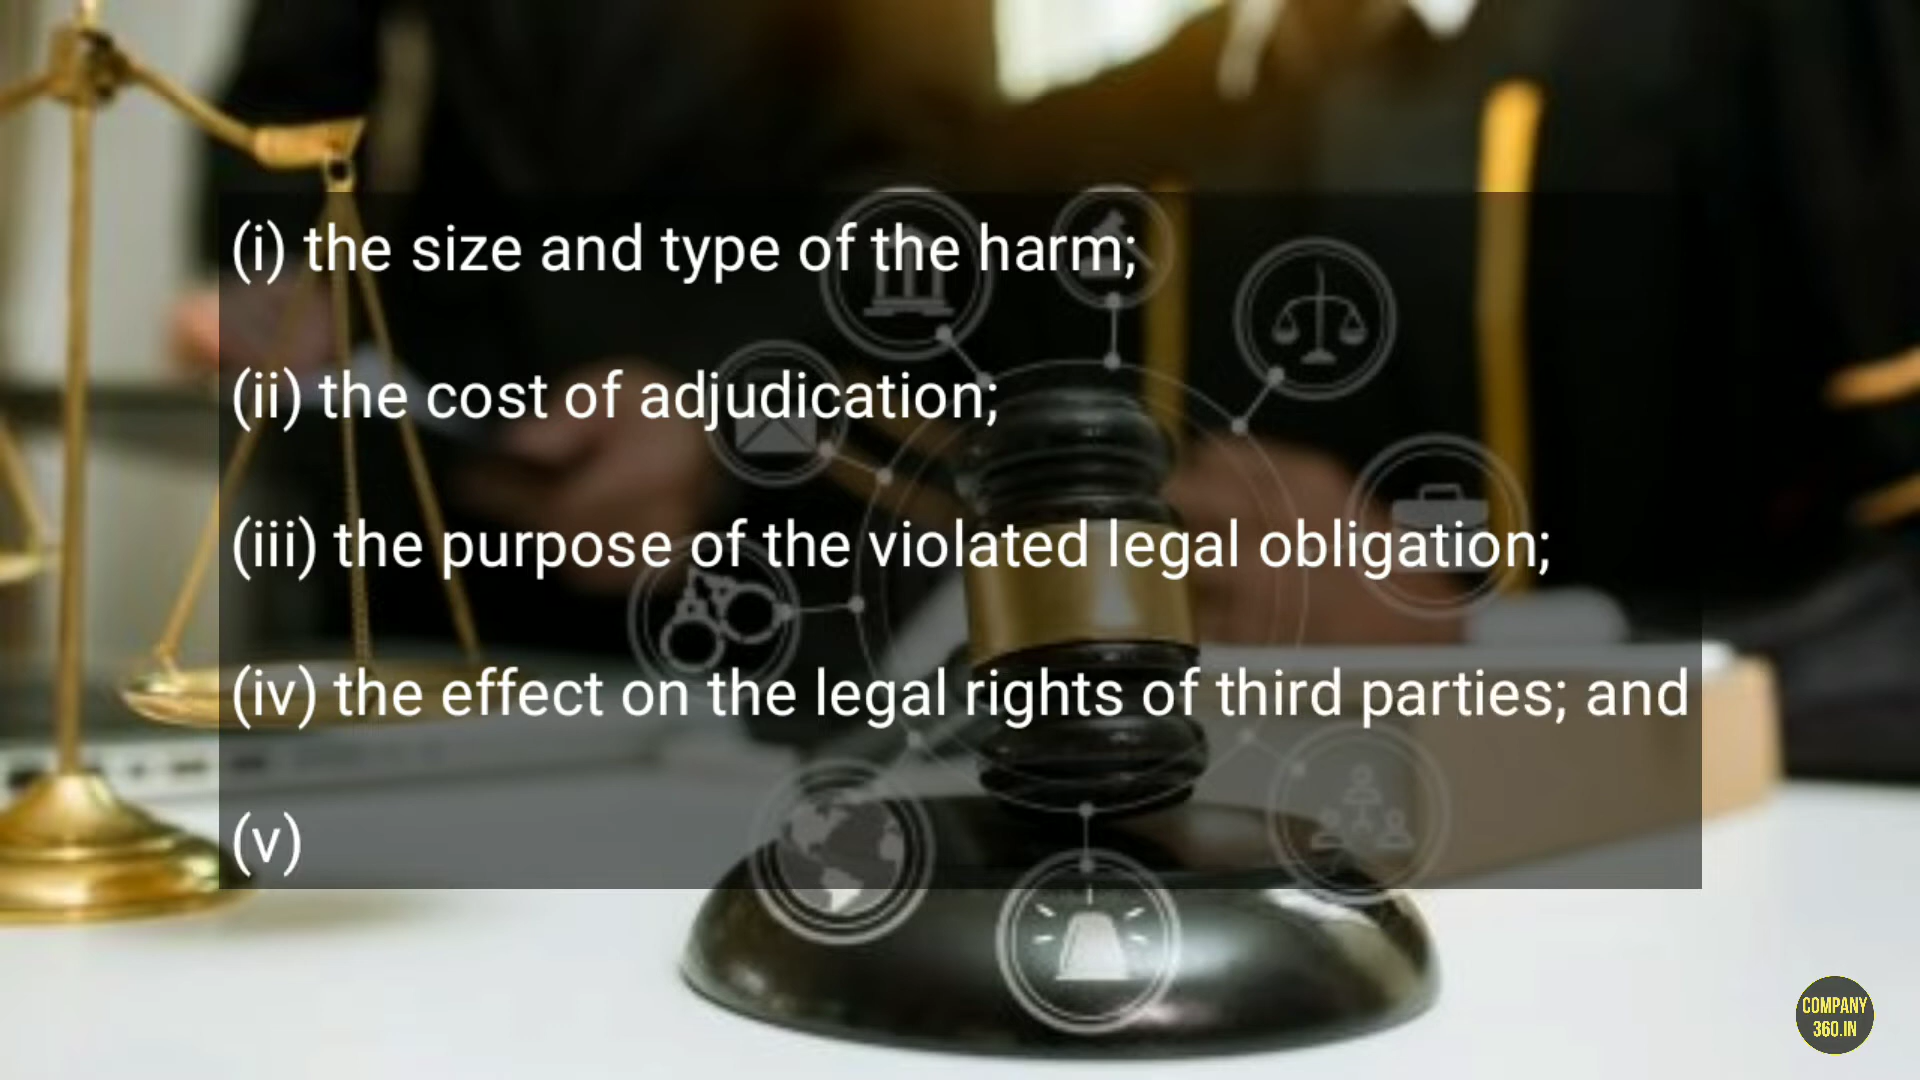 (i) the size and type of the harm;
(ii) the cost of adjudication;
(iii) the purpose of the violated legal obligation;
(iv) the effect on the legal rights of third parties; and
(v)
COMPANY
360.IN